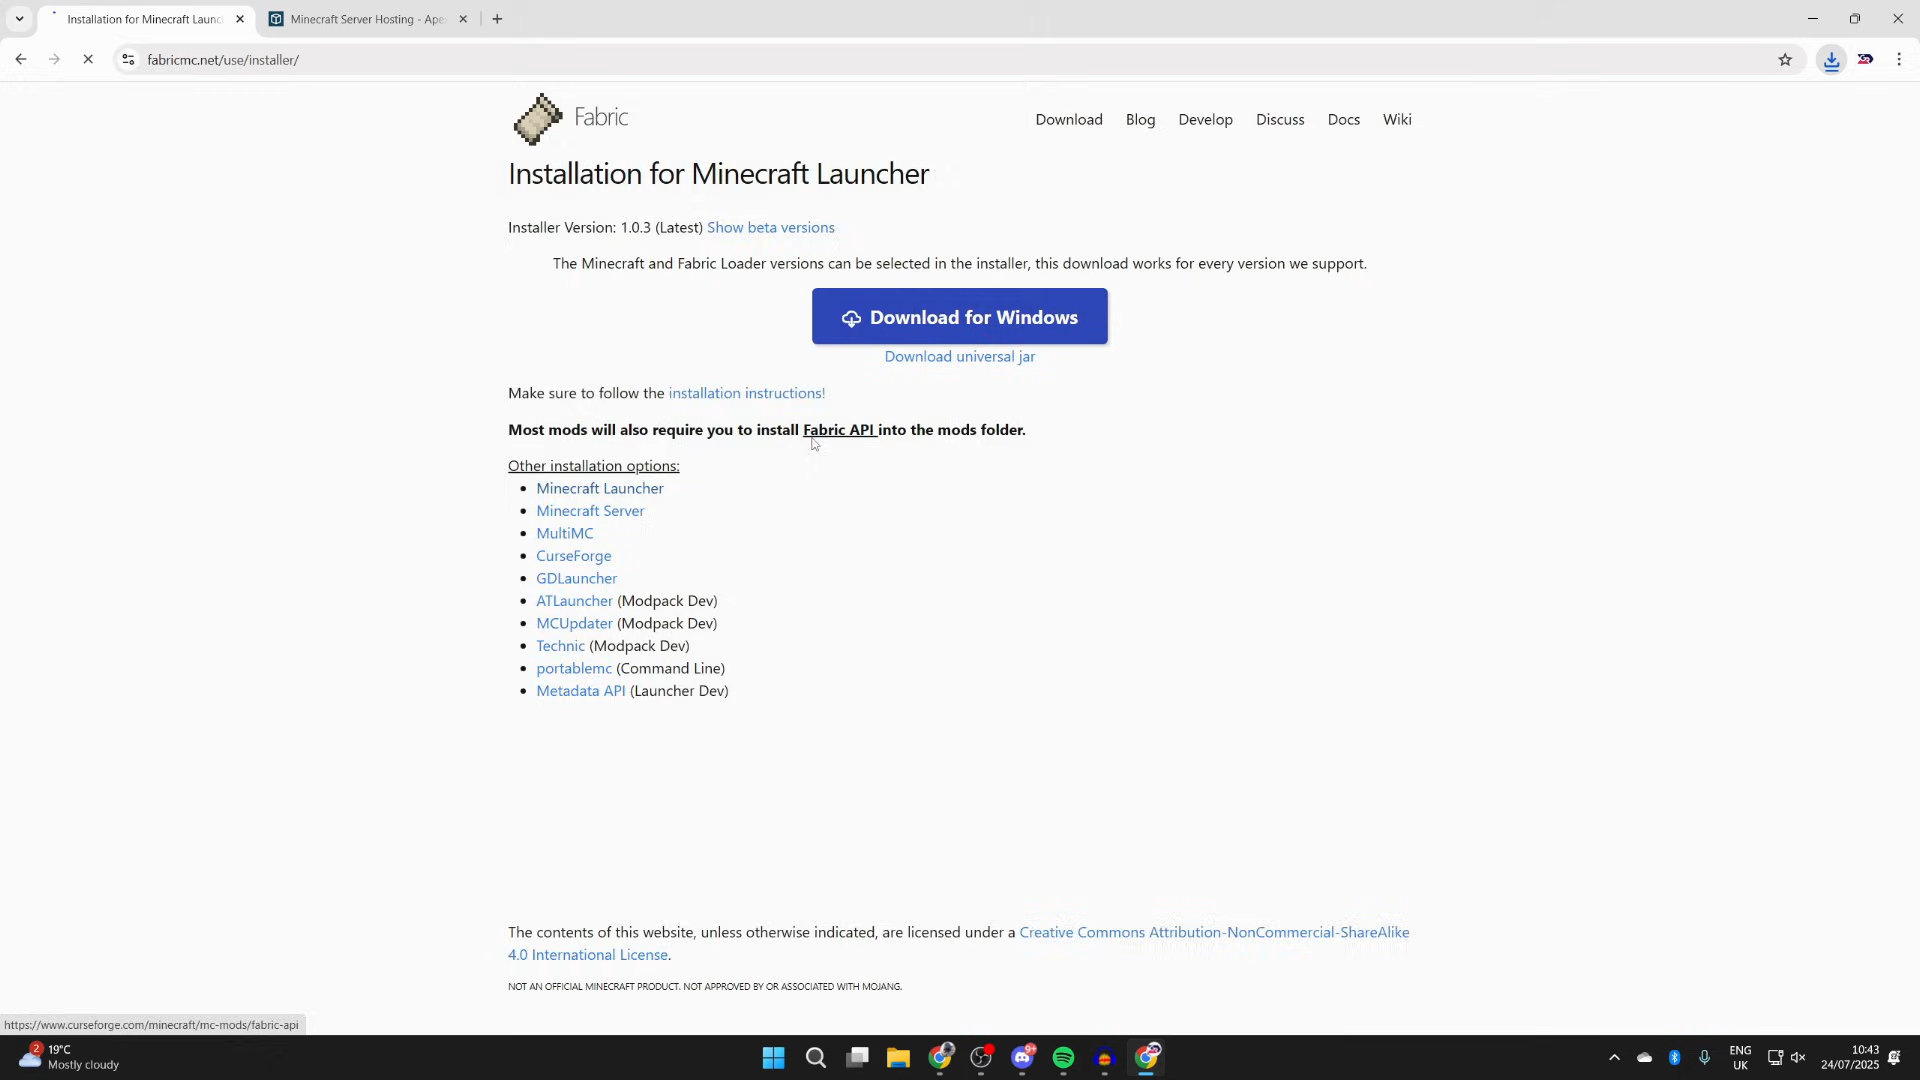 Installation for Minecraft Launc
Minecraft Server Hosting - Ape
fabricmc.net/use/installer/
Fabric
Download Blog Develop Discuss Docs Wiki
Installation for Minecraft Launcher
Installer Version: 1.0.3 (Latest) Show beta versions
The Minecraft and Fabric Loader versions can be selected in the installer, this download works for every version we support.
Download for Windows
Download universal jar
Make sure to follow the installation instructions!
Most mods will also require you to install Fabric API into the mods folder.
Other installation options:
Minecraft Launcher
Minecraft Server
MultiMC
CurseForge
GDLauncher
ATLauncher (Modpack Dev)
MCUpdater (Modpack Dev)
Technic (Modpack Dev)
portablemc (Command Line)
Metadata API (Launcher Dev)
The contents of this website, unless otherwise indicated, are licensed under a Creative Commons Attribution-NonCommercial-ShareAlike
4.0 International License.
NOT AN OFFICIAL MINECRAFT PRODUCT. NOT APPROVED BY OR ASSOCIATED WITH MOJANG.
https://www.curseforge.com/minecraft/mc-mods/fabric-api
2
19°C
Mostly cloudy
9+
ENG
UK
10:43
24/07/2025